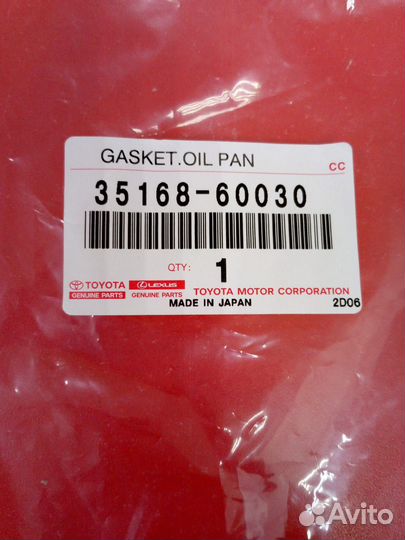 GASKET.OIL PAN
CC
35168-60030
QTY: 1
TOYOTA LEXUS TOYOTA MOTOR CORPORATION
GENUINE PARTS GENUINE PARTS
MADE IN JAPAN 2D06
Avito